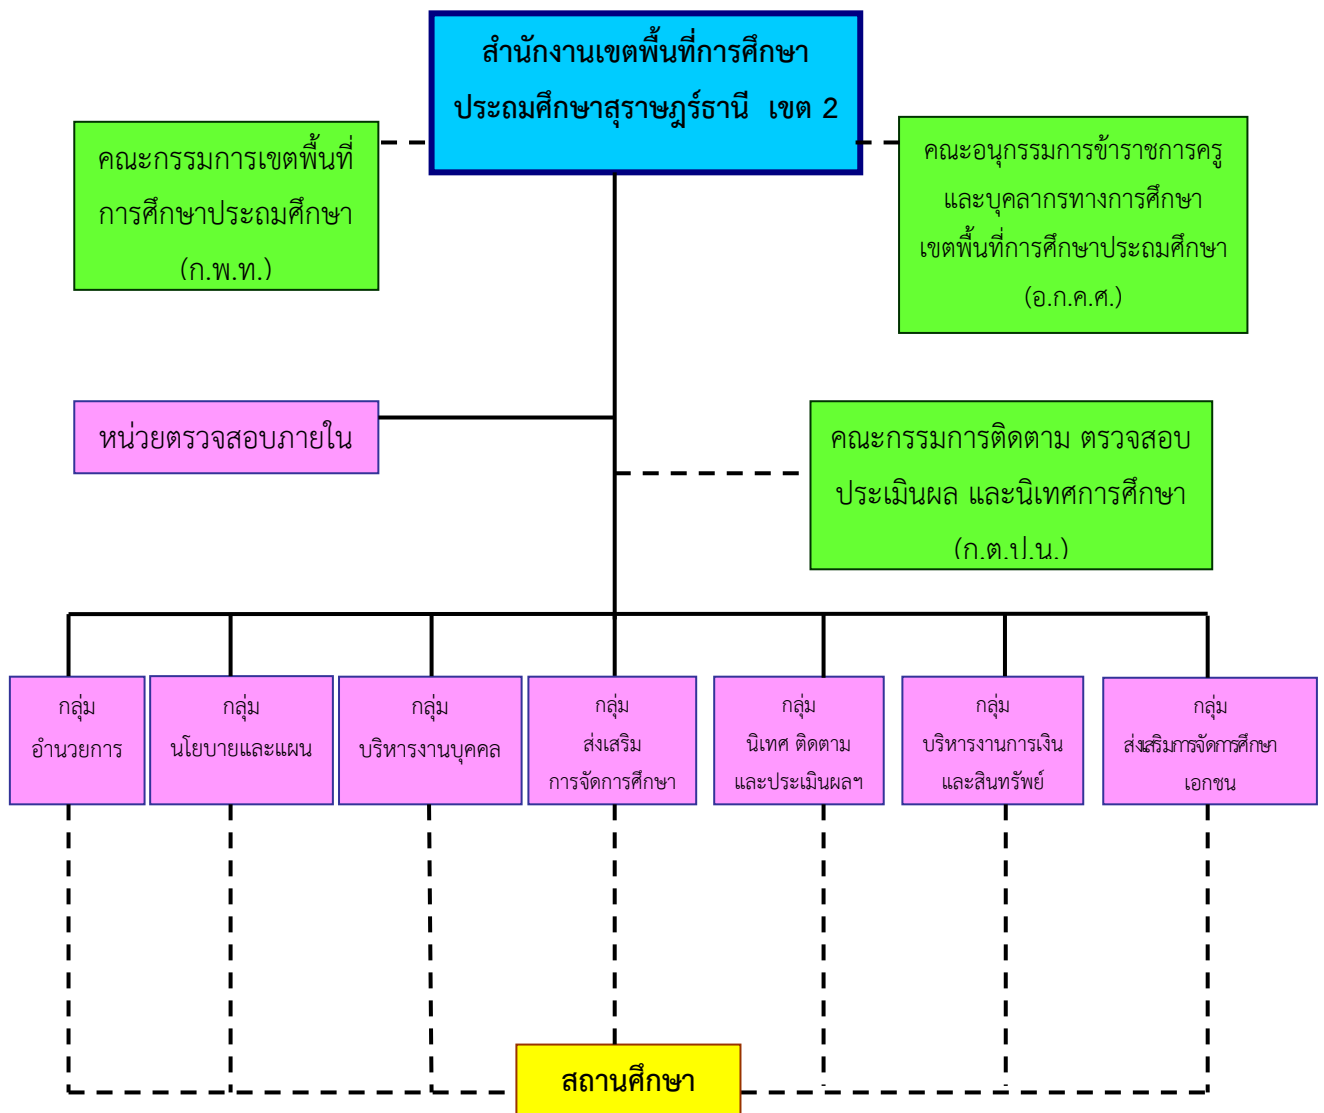 สำนักงานเขตพื้นที่การศึกษา
ประถมศึกษาสุราษฎร์ธานี เขต 2
คณะกรรมการเขตพื้นที่
การศึกษาประถมศึกษา
(ก.พ.ท.)
คณะอนุกรรมการข้าราชการครู
และบุคลากรทางการศึกษา
เขตพื้นที่การศึกษาประถมศึกษา
(อ.ก.ค.ศ.)
หน่วยตรวจสอบภายใน
คณะกรรมการติดตาม ตรวจสอบ
ประเมินผล และนิเทศการศึกษา
(ก.ต.ป.น.)
กลุ่ม
อำนวยการ
กลุ่ม
นโยบายและแผน
กลุ่ม
บริหารงานบุคคล
กลุ่ม
ส่งเสริม
การจัดการศึกษา
กลุ่ม
นิเทศ ติดตาม
และประเมินผลฯ
กลุ่ม
บริหารงานการเงิน
และสินทรัพย์
กลุ่ม
ส่งเสริมการจัดการศึกษา
เอกชน
สถานศึกษา